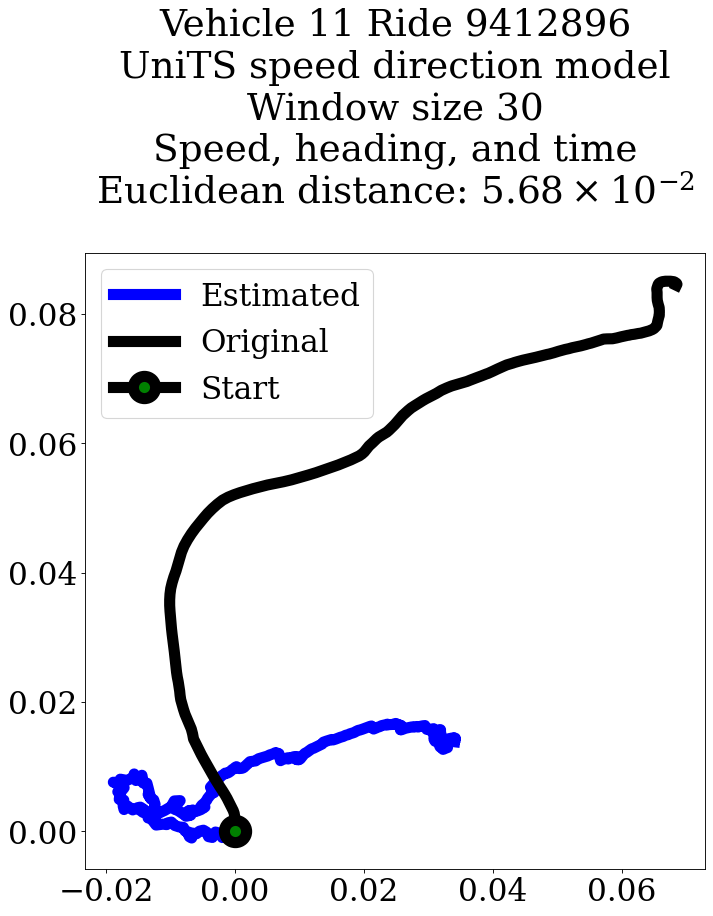 Vehicle 11 Ride 9412896
UniTS speed direction model
Window size 30
Speed, heading, and time
Euclidean distance: 5.68 × 10⁻²
Estimated
Original
Start
0.08
0.06
0.04
0.02
0.00
−0.02 0.00 0.02 0.04 0.06